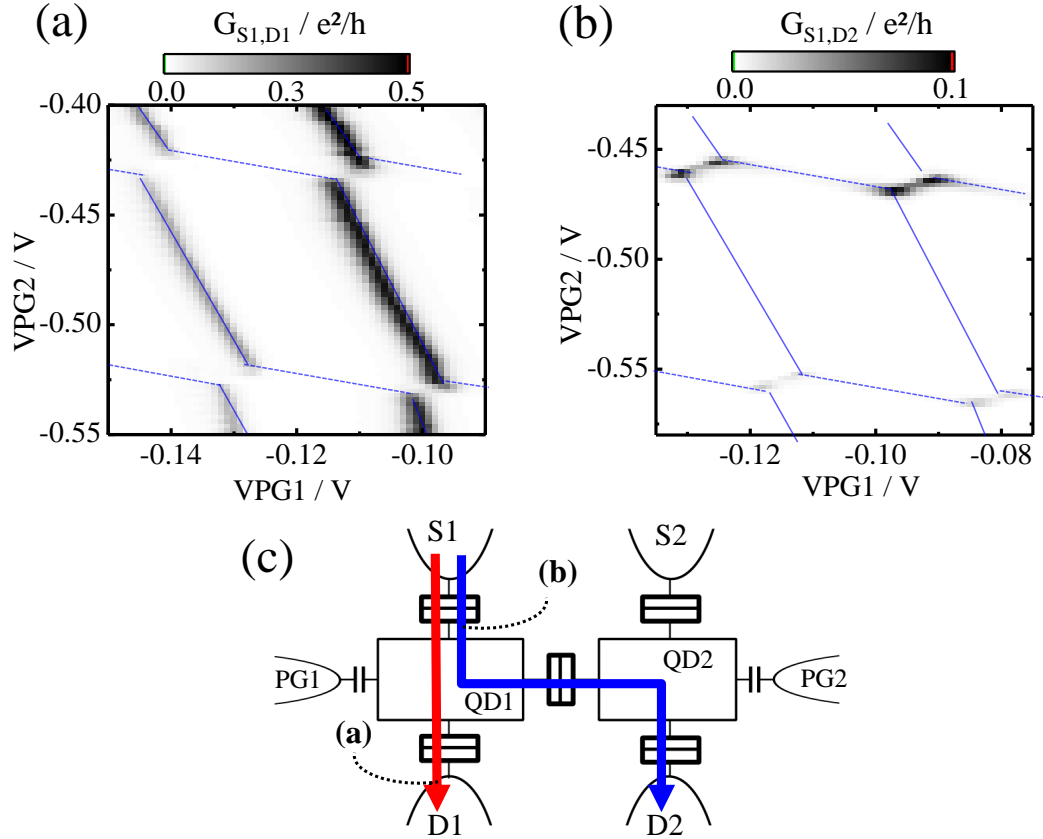 (a)
G_{S1,D1} / e²/h
0.0 0.3 0.5
-0.40
-0.45
-0.50
-0.55
VPG2 / V
-0.14 -0.12 -0.10
VPG1 / V
(b)
G_{S1,D2} / e²/h
0.0 0.1
-0.45
-0.50
-0.55
VPG2 / V
-0.12 -0.10 -0.08
VPG1 / V
(c)
S1 S2
(b)
PG1 QD1 QD2 PG2
(a)
D1 D2